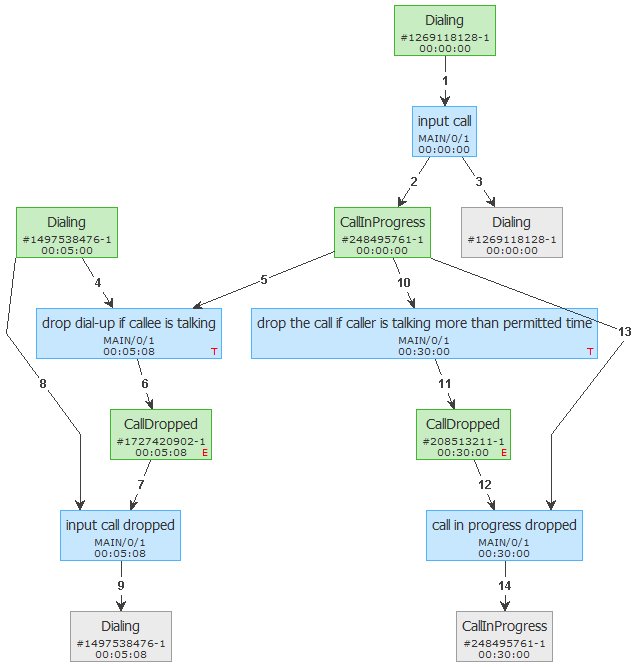 Dialing
#1269118128-1
00:00:00
1
input call
MAIN/0/1
00:00:00
2
3
Dialing
#1497538476-1
00:05:00
CallInProgress
#248495761-1
00:00:00
Dialing
#1269118128-1
00:00:00
4
5
10
drop dial-up if callee is talking
MAIN/0/1
00:05:08
T
drop the call if caller is talking more than permitted time
MAIN/0/1
00:30:00
T
13
8
6
11
CallDropped
#1727420902-1
00:05:08
E
CallDropped
#208513211-1
00:30:00
E
7
12
input call dropped
MAIN/0/1
00:05:08
call in progress dropped
MAIN/0/1
00:30:00
9
14
Dialing
#1497538476-1
00:05:08
CallInProgress
#248495761-1
00:30:00